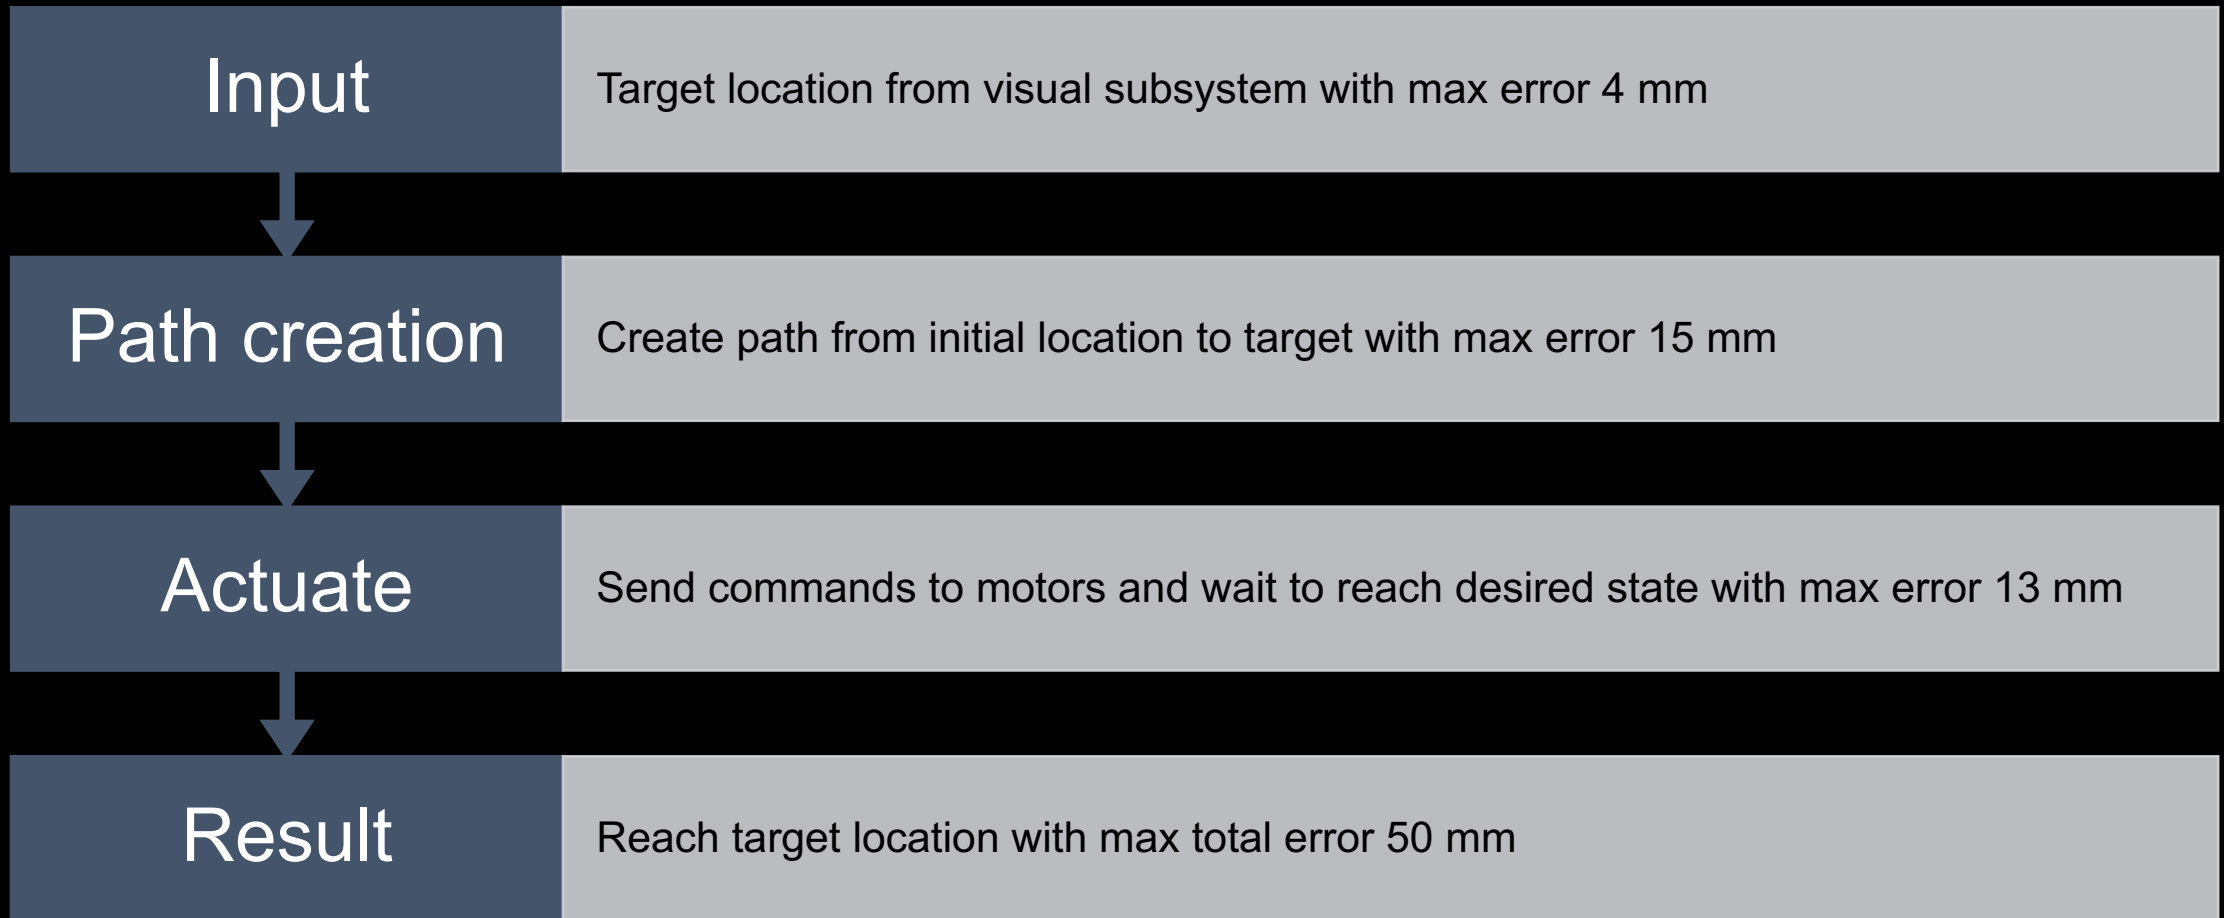 Input
Target location from visual subsystem with max error 4 mm
Path creation
Create path from initial location to target with max error 15 mm
Actuate
Send commands to motors and wait to reach desired state with max error 13 mm
Result
Reach target location with max total error 50 mm